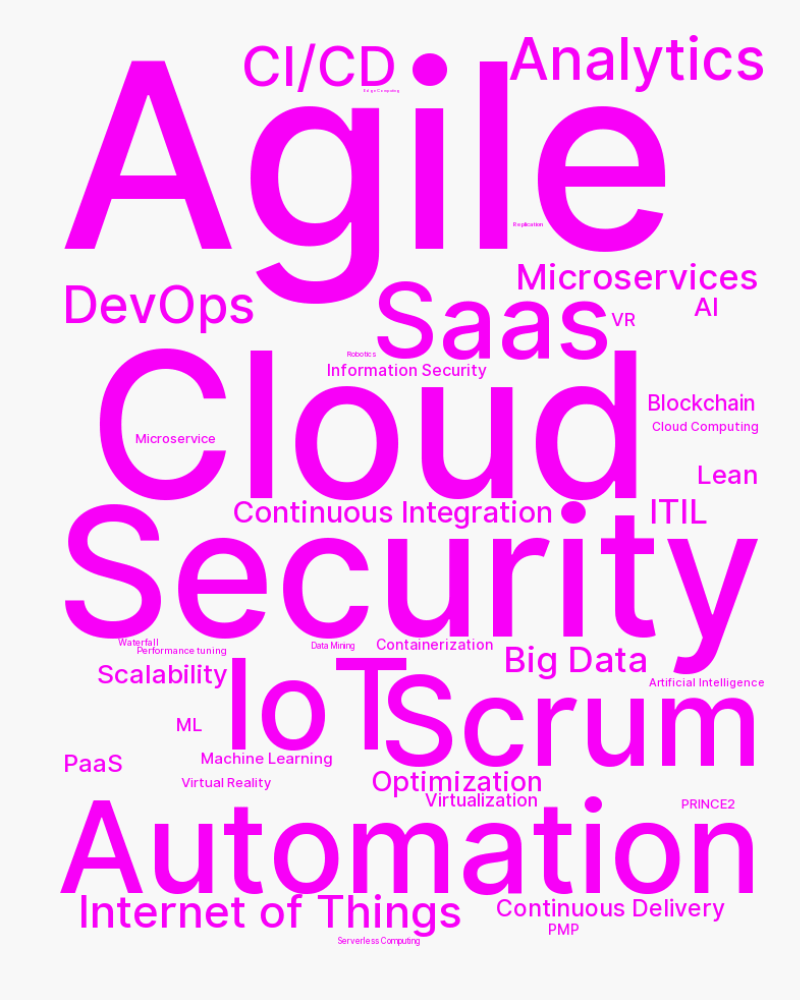 CI/CD
Analytics
Edge Computing
Agile
Replication
Microservices
DevOps
Saas
AI
VR
Robotics
Information Security
Cloud
Blockchain
Cloud Computing
Microservice
Lean
Continuous Integration
ITIL
Security
Waterfall
Performance tuning
Data Mining
Containerization
Big Data
Scalability
IoT
Artificial Intelligence
Scrum
ML
Machine Learning
PaaS
Virtual Reality
Optimization
Virtualization
PRINCE2
Automation
Internet of Things
Continuous Delivery
PMP
Serverless Computing